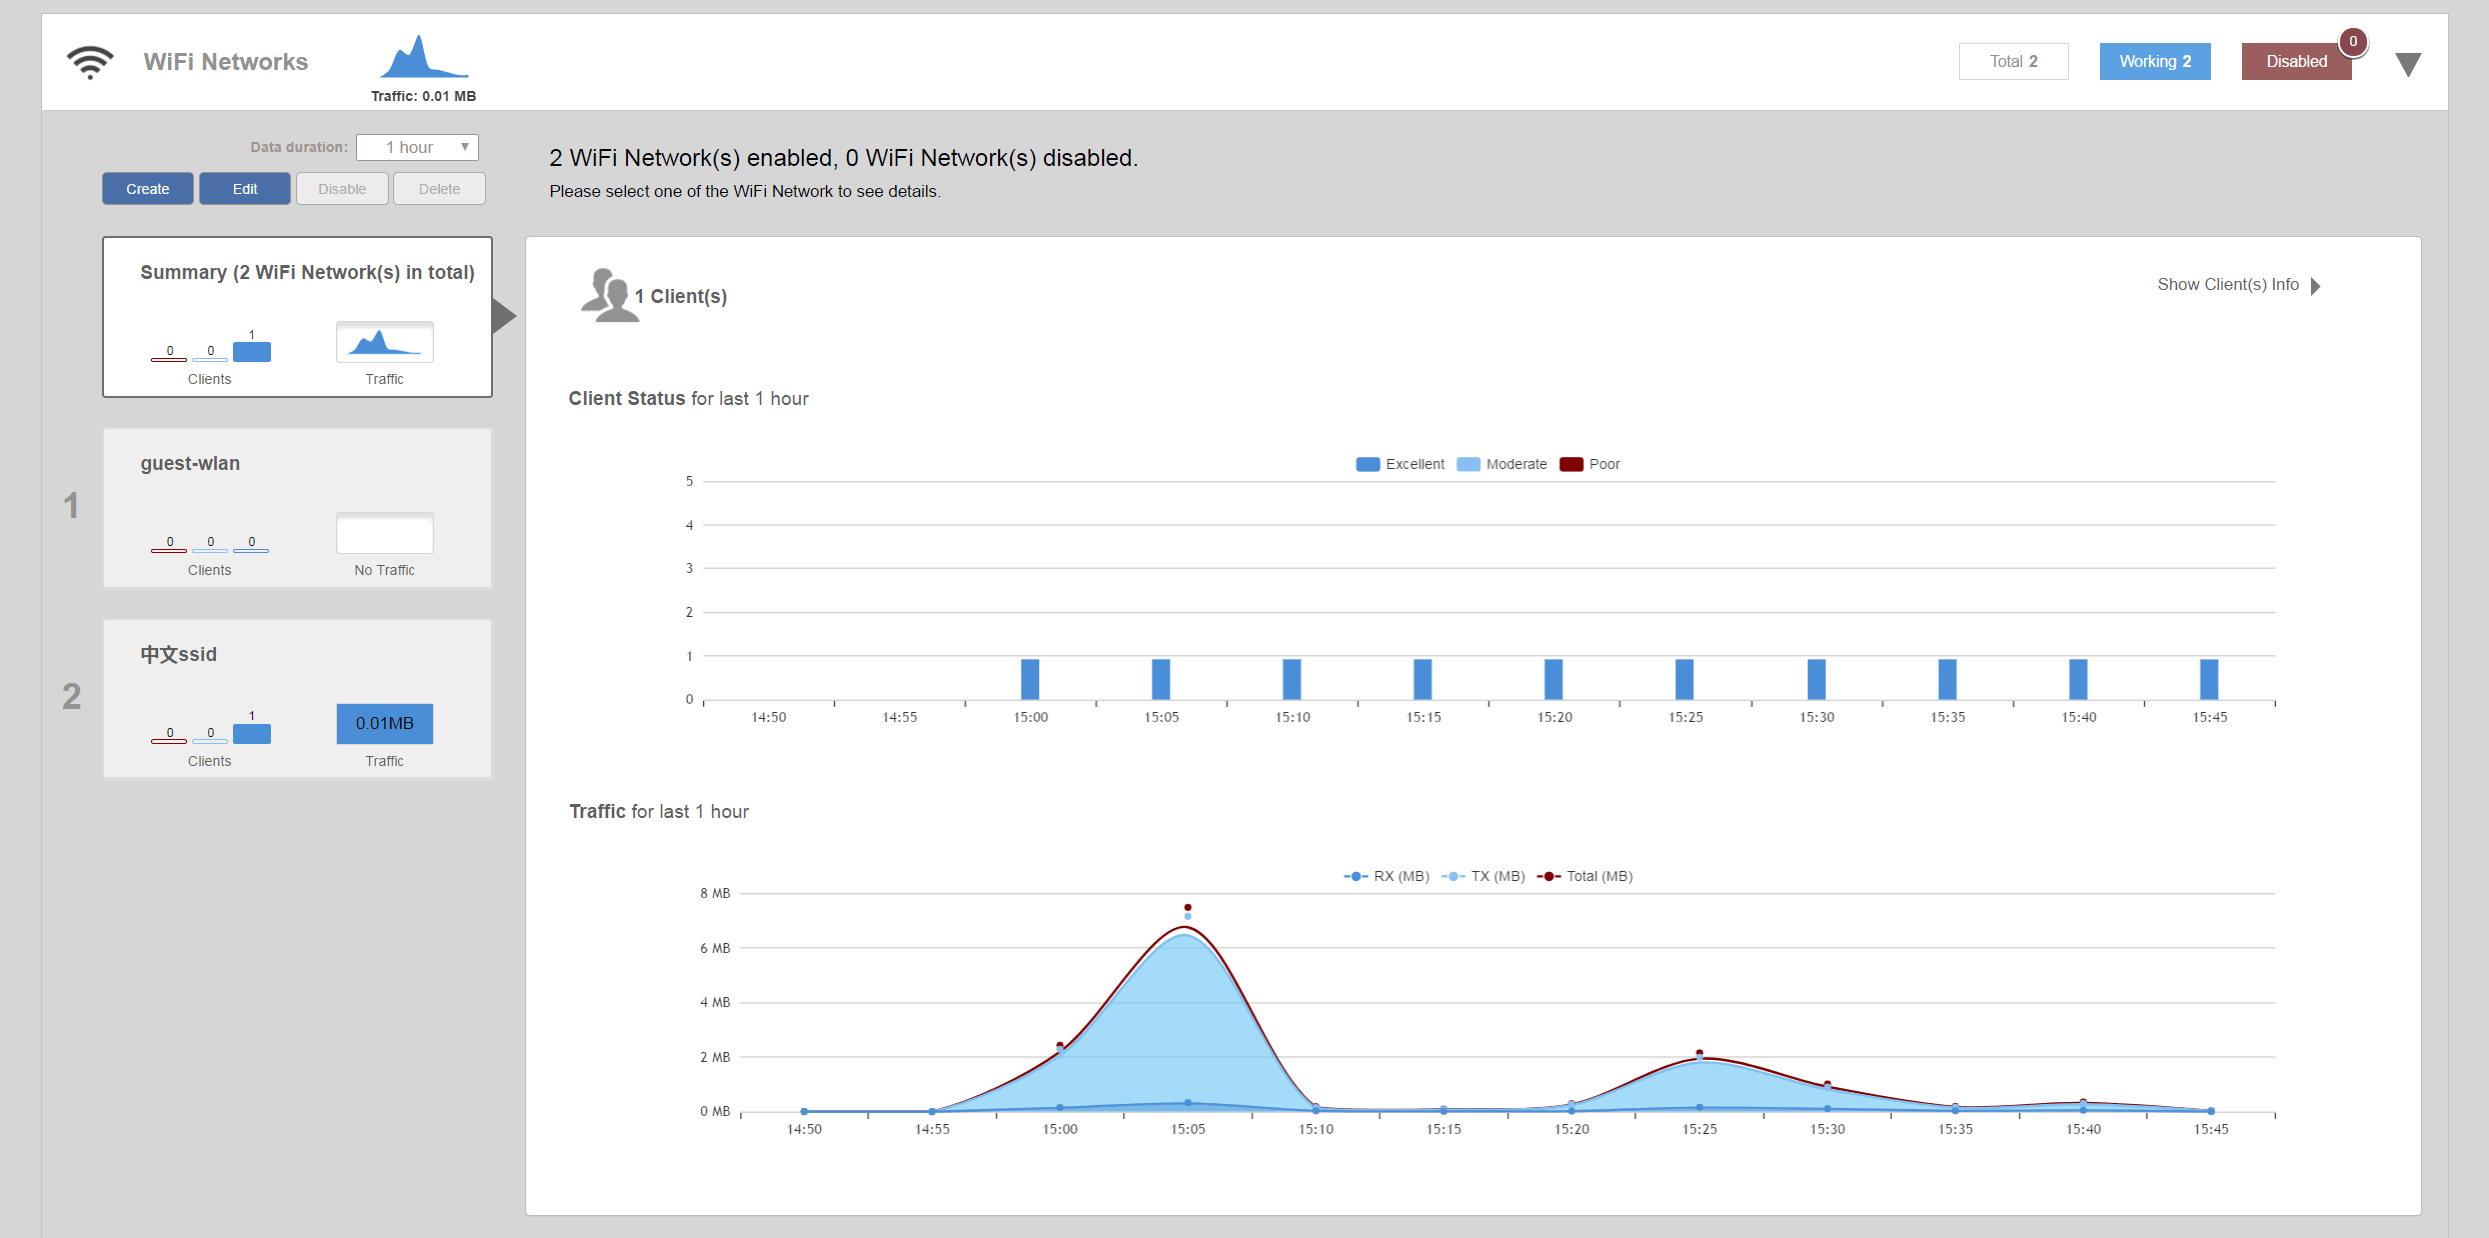 WiFi Networks
Traffic: 0.01 MB
Total 2
Working 2
Disabled
0
Data duration:
1 hour
Create
Edit
Disable
Delete
2 WiFi Network(s) enabled, 0 WiFi Network(s) disabled.
Please select one of the WiFi Network to see details.
Summary (2 WiFi Network(s) in total)
0 0 1
Clients
Traffic
1
guest-wlan
0 0 0
Clients
No Traffic
2
中文ssid
0 0 1
Clients
0.01MB
Traffic
1 Client(s)
Show Client(s) Info
Client Status for last 1 hour
Excellent Moderate Poor
5
4
3
2
1
0
14:50 14:55 15:00 15:05 15:10 15:15 15:20 15:25 15:30 15:35 15:40 15:45
Traffic for last 1 hour
RX (MB) TX (MB) Total (MB)
8 MB
6 MB
4 MB
2 MB
0 MB
14:50 14:55 15:00 15:05 15:10 15:15 15:20 15:25 15:30 15:35 15:40 15:45